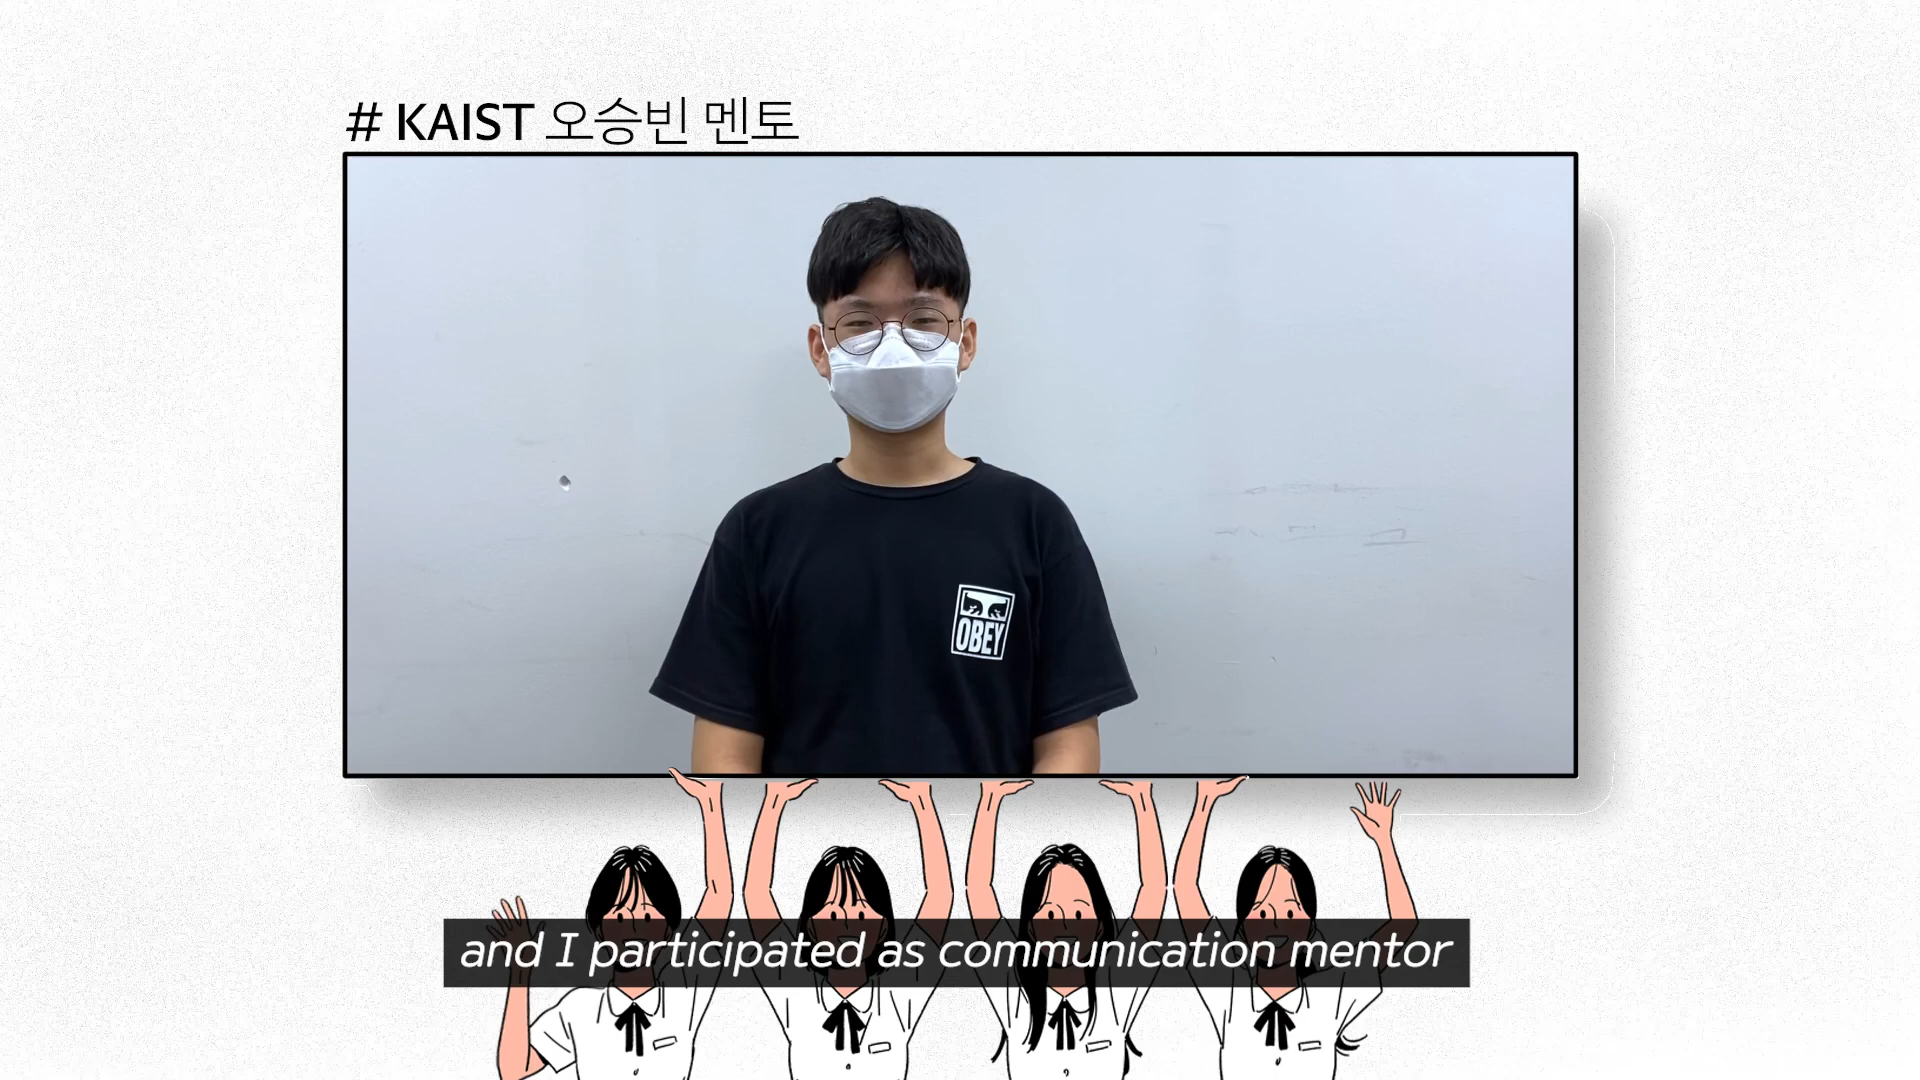 # KAIST 오승빈 멘토
OBEY
and I participated as communication mentor